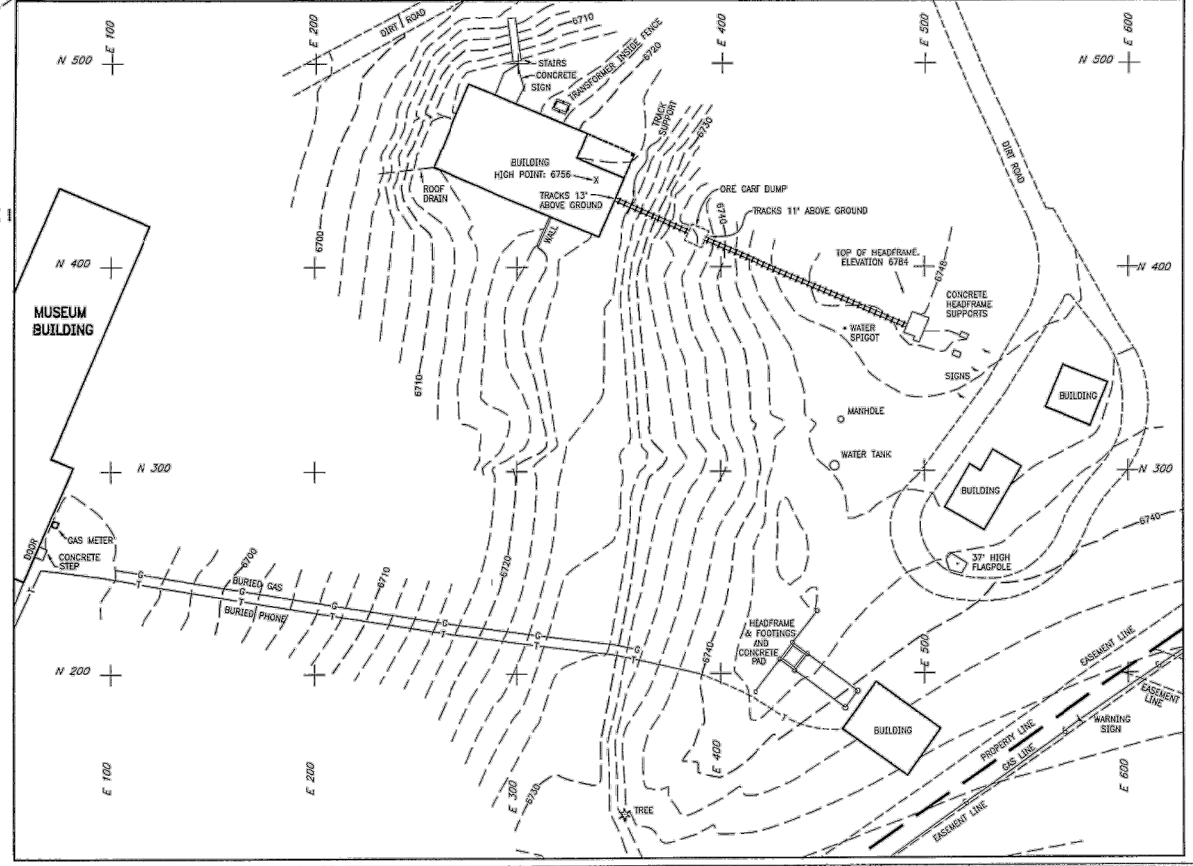 DIRT ROAD
E 100
E 200
6710
E 400
E 500
E 600
N 500
N 500
STAIRS
CONCRETE
SIGN
TRANSFORMER INSIDE FENCE
6720
TRACK
SUPPORT
6730
DIRT ROAD
BUILDING
HIGH POINT: 6756
X
ROOF
DRAIN
TRACKS 13'
ABOVE GROUND
ORE CART DUMP
6740
TRACKS 11' ABOVE GROUND
WALL
6700
N 400
N 400
TOP OF HEADFRAME,
ELEVATION 6784
6748
CONCRETE
HEADFRAME
SUPPORTS
MUSEUM
BUILDING
WATER
SPIGOT
SIGNS
6710
BUILDING
MANHOLE
WATER TANK
N 300
N 300
BUILDING
6740
DOOR
GAS METER
CONCRETE
STEP
6700
6710
6720
37' HIGH
FLAGPOLE
G
G
G
G
G
G
BURIED GAS
T
T
T
T
T
T
T
T
BURIED PHONE
HEADFRAME
& FOOTINGS
AND
CONCRETE
PAD
6740
E 500
N 200
EASEMENT LINE
EASEMENT
LINE
BUILDING
PROPERTY LINE
GAS LINE
G
G
G
WARNING
SIGN
E 100
E 200
E 300
6730
E 400
E 600
TREE
EASEMENT LINE